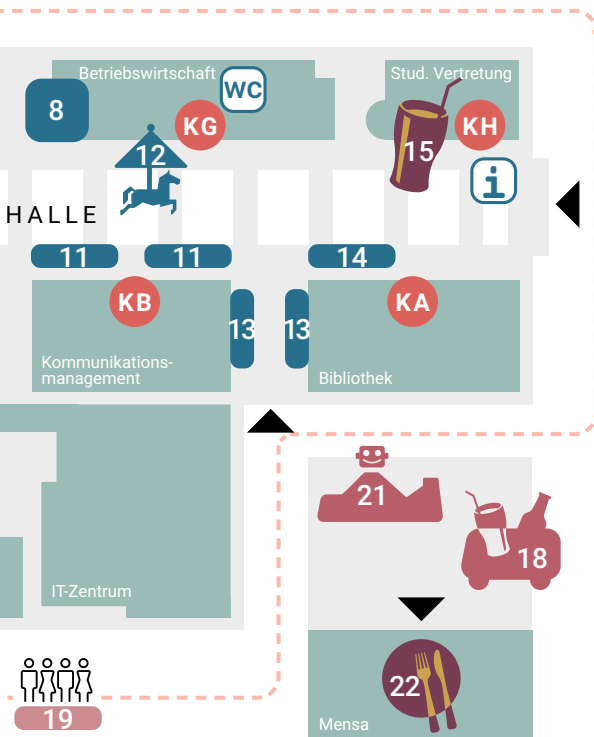 Betriebswirtschaft
WC
Stud. Vertretung
8
KG
KH
12
15
i
HALLE
11
11
14
KB
KA
13
13
Kommunikations-
management
Bibliothek
21
18
IT-Zentrum
22
19
Mensa